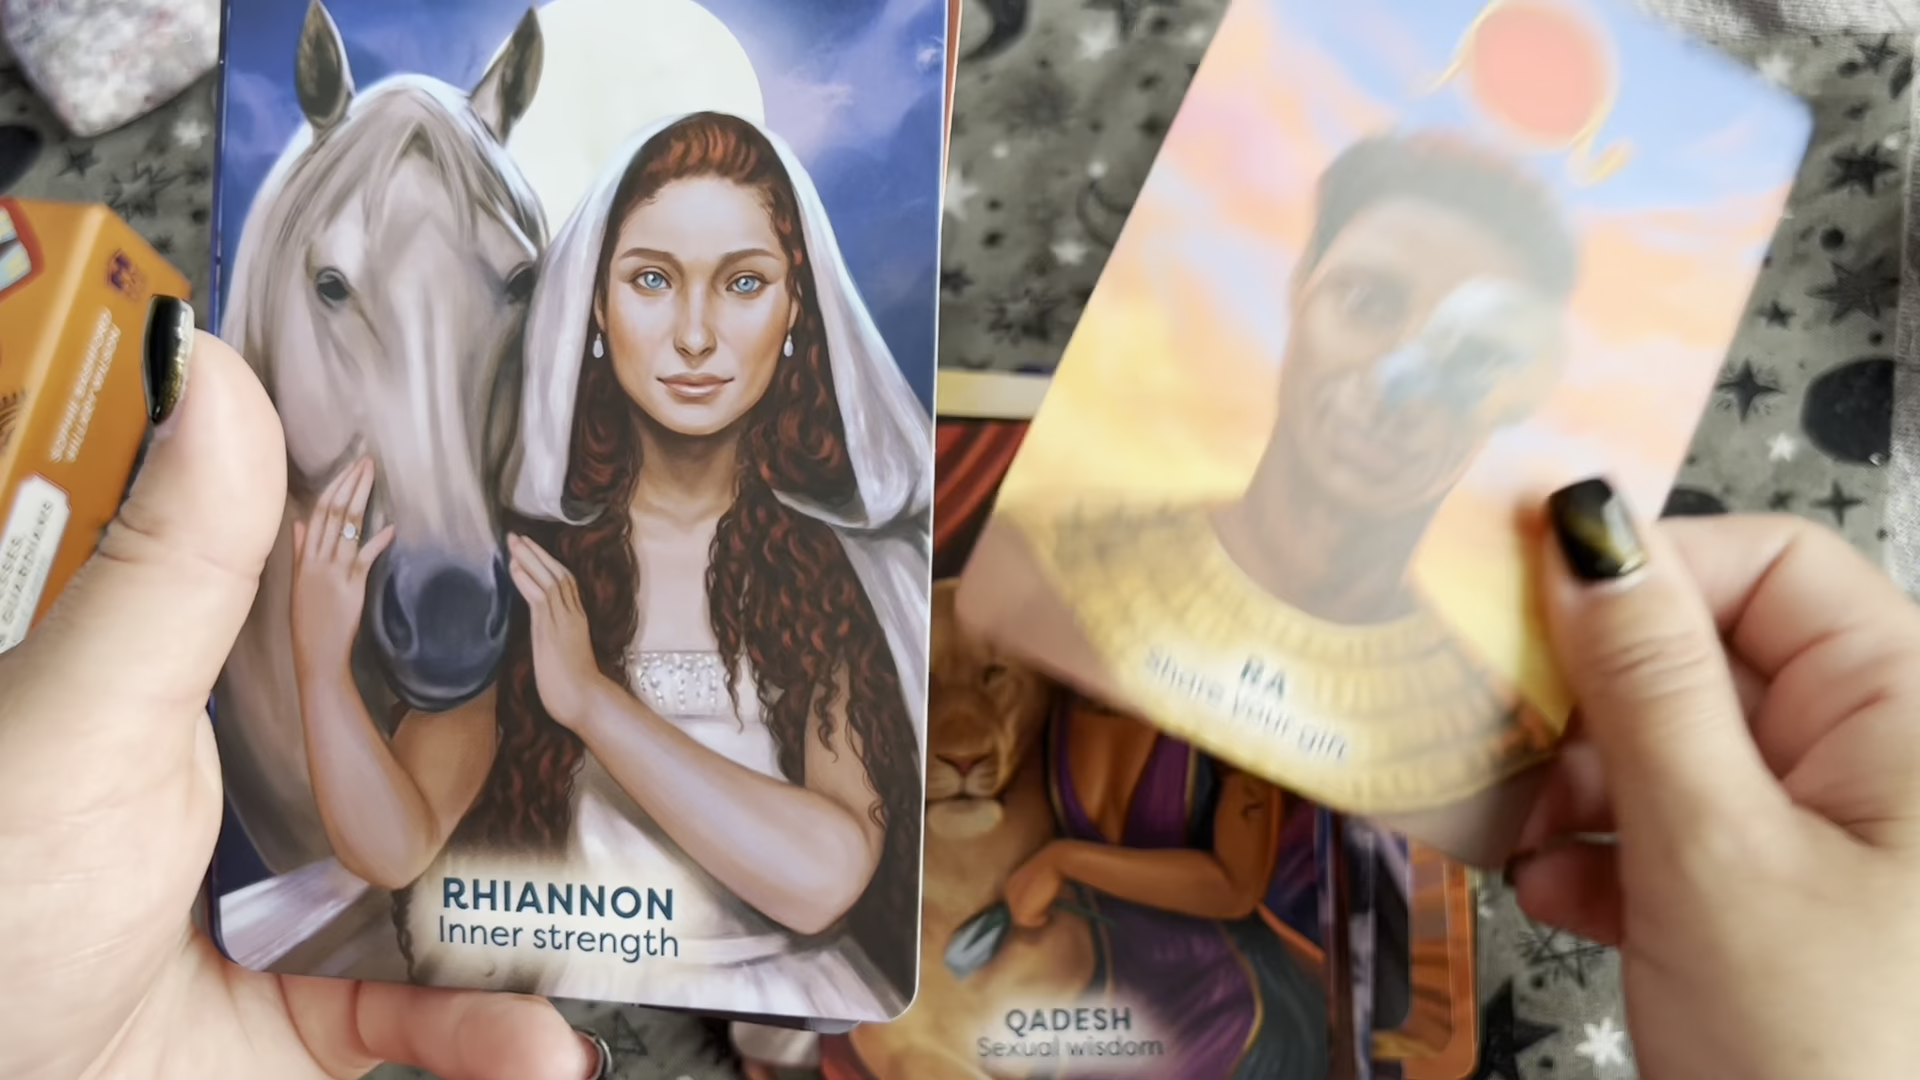 RHIANNON
Inner strength
RA
Share your gift
QADESH
Sexual wisdom